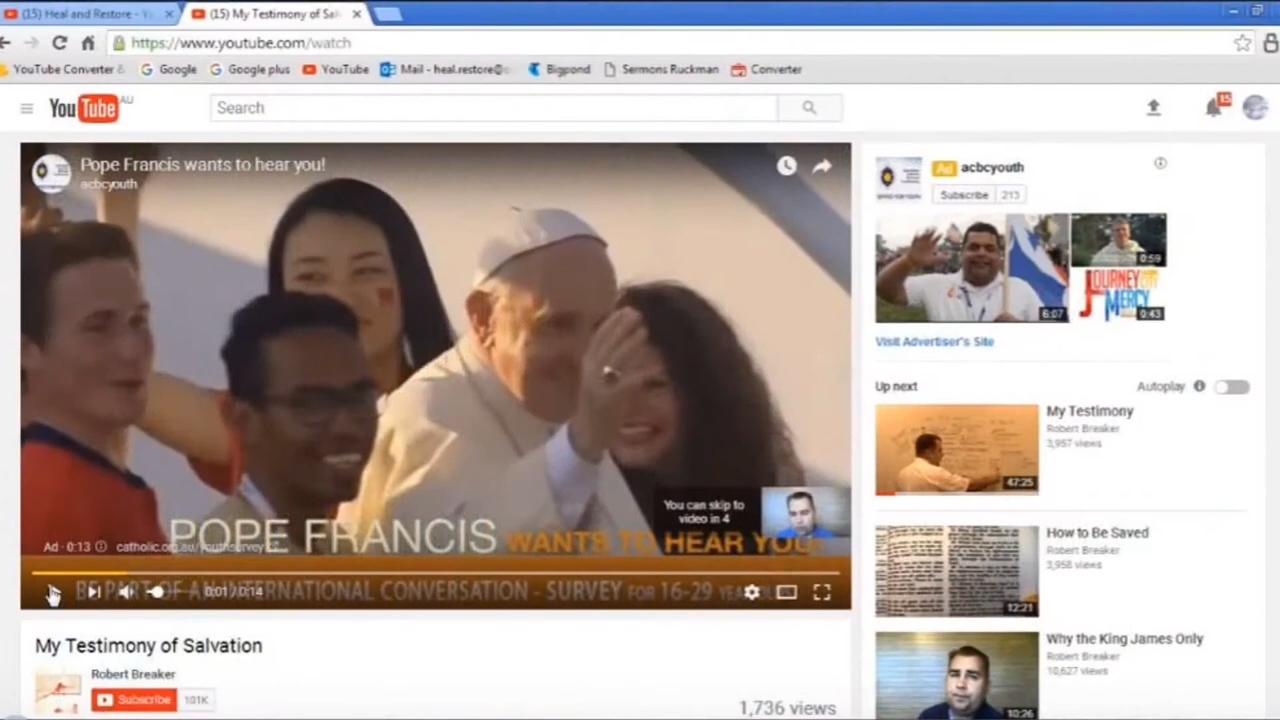 (15) Heal and Restore - Y
(15) My Testimony of Sal
https://www.youtube.com/watch
YouTube Converter &
Google
Google plus
YouTube
Mail - heal.restore@
Bigpond
Sermons Ruckman
Converter
YouTube AU
Search
15
Pope Francis wants to hear you!
acbcyouth
You can skip to
video in 4
POPE FRANCIS WANTS TO HEAR YOU!
Ad · 0:13
catholic.org.au/youthsurvey
BE PART OF AN INTERNATIONAL CONVERSATION - SURVEY FOR 16-29
0:01 / 0:14
My Testimony of Salvation
Robert Breaker
Subscribe 101K
1,736 views
Ad acbcyouth
Subscribe 213
0:59
JOURNEY
MERCY
6:07
0:43
Visit Advertiser's Site
Up next
Autoplay
My Testimony
Robert Breaker
3,957 views
47:25
How to Be Saved
Robert Breaker
3,958 views
12:21
Why the King James Only
Robert Breaker
10,627 views
10:26